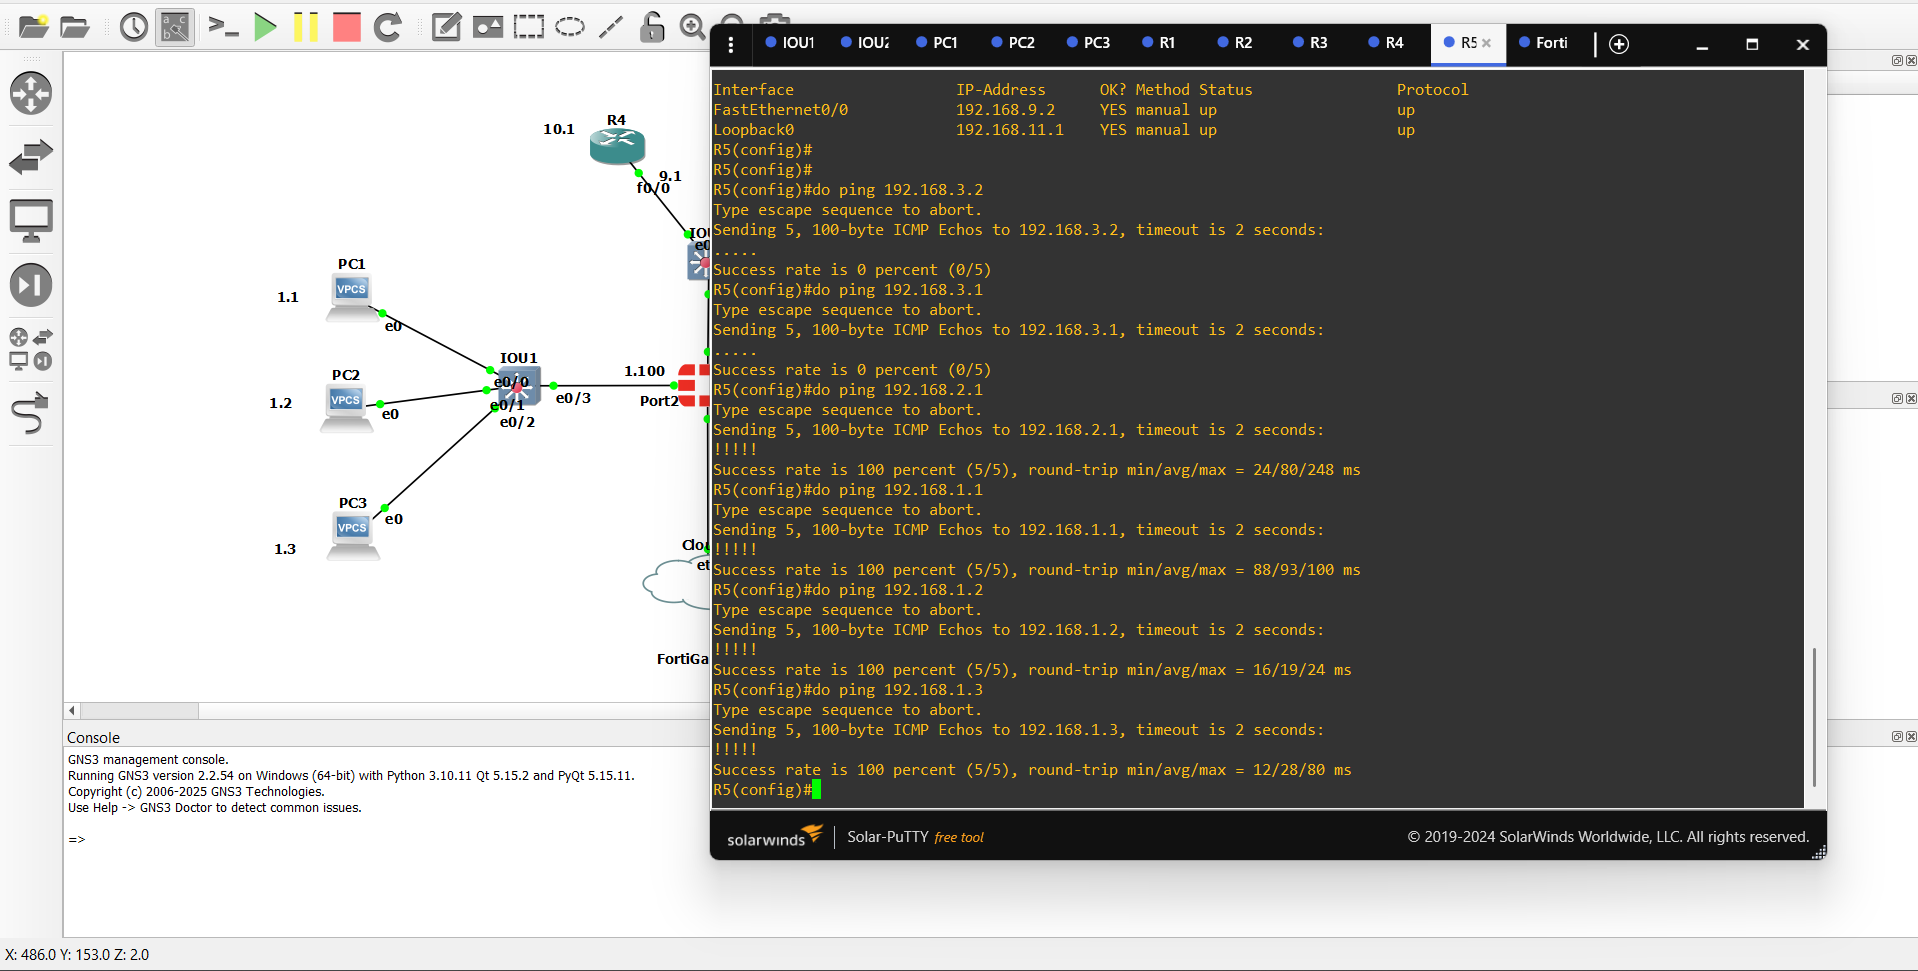 IOU1
IOU2
PC1
PC2
PC3
R1
R2
R3
R4
R5
Forti
10.1
R4
9.1
f0/0
IOU
e0
PC1
VPCS
1.1
e0
IOU1
PC2
VPCS
1.2
e0
e0/0
e0/1
e0/2
e0/3
1.100
Port2
PC3
VPCS
1.3
e0
Clou
et
FortiGa
Interface IP-Address OK? Method Status Protocol
FastEthernet0/0 192.168.9.2 YES manual up up
Loopback0 192.168.11.1 YES manual up up
R5(config)#
R5(config)#
R5(config)#do ping 192.168.3.2
Type escape sequence to abort.
Sending 5, 100-byte ICMP Echos to 192.168.3.2, timeout is 2 seconds:
.....
Success rate is 0 percent (0/5)
R5(config)#do ping 192.168.3.1
Type escape sequence to abort.
Sending 5, 100-byte ICMP Echos to 192.168.3.1, timeout is 2 seconds:
.....
Success rate is 0 percent (0/5)
R5(config)#do ping 192.168.2.1
Type escape sequence to abort.
Sending 5, 100-byte ICMP Echos to 192.168.2.1, timeout is 2 seconds:
!!!!!
Success rate is 100 percent (5/5), round-trip min/avg/max = 24/80/248 ms
R5(config)#do ping 192.168.1.1
Type escape sequence to abort.
Sending 5, 100-byte ICMP Echos to 192.168.1.1, timeout is 2 seconds:
!!!!!
Success rate is 100 percent (5/5), round-trip min/avg/max = 88/93/100 ms
R5(config)#do ping 192.168.1.2
Type escape sequence to abort.
Sending 5, 100-byte ICMP Echos to 192.168.1.2, timeout is 2 seconds:
!!!!!
Success rate is 100 percent (5/5), round-trip min/avg/max = 16/19/24 ms
R5(config)#do ping 192.168.1.3
Type escape sequence to abort.
Sending 5, 100-byte ICMP Echos to 192.168.1.3, timeout is 2 seconds:
!!!!!
Success rate is 100 percent (5/5), round-trip min/avg/max = 12/28/80 ms
R5(config)#
solarwinds Solar-PuTTY free tool © 2019-2024 SolarWinds Worldwide, LLC. All rights reserved.
Console
GNS3 management console.
Running GNS3 version 2.2.54 on Windows (64-bit) with Python 3.10.11 Qt 5.15.2 and PyQt 5.15.11.
Copyright (c) 2006-2025 GNS3 Technologies.
Use Help -> GNS3 Doctor to detect common issues.
=>
X: 486.0 Y: 153.0 Z: 2.0